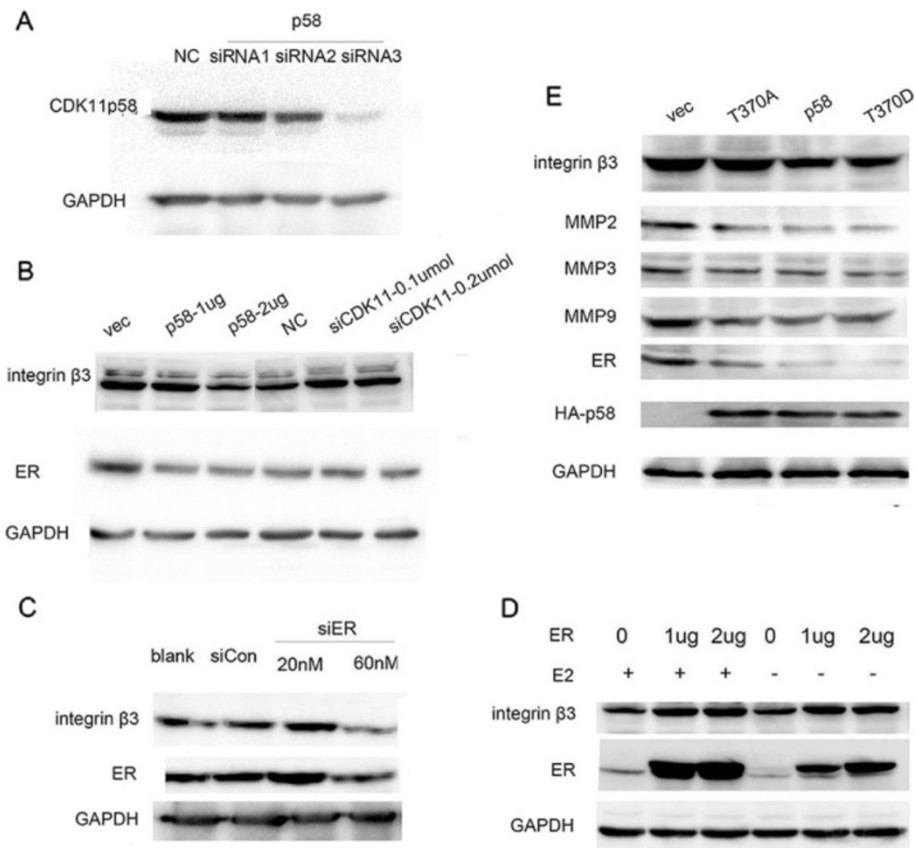 A
p58
NC siRNA1 siRNA2 siRNA3
CDK11p58
GAPDH
B
vec p58-1ug p58-2ug NC siCDK11-0.1umol siCDK11-0.2umol
integrin β3
ER
GAPDH
C
siER
blank siCon 20nM 60nM
integrin β3
ER
GAPDH
E
vec T370A p58 T370D
integrin β3
MMP2
MMP3
MMP9
ER
HA-p58
GAPDH
D
ER 0 1ug 2ug 0 1ug 2ug
E2 + + + - - -
integrin β3
ER
GAPDH